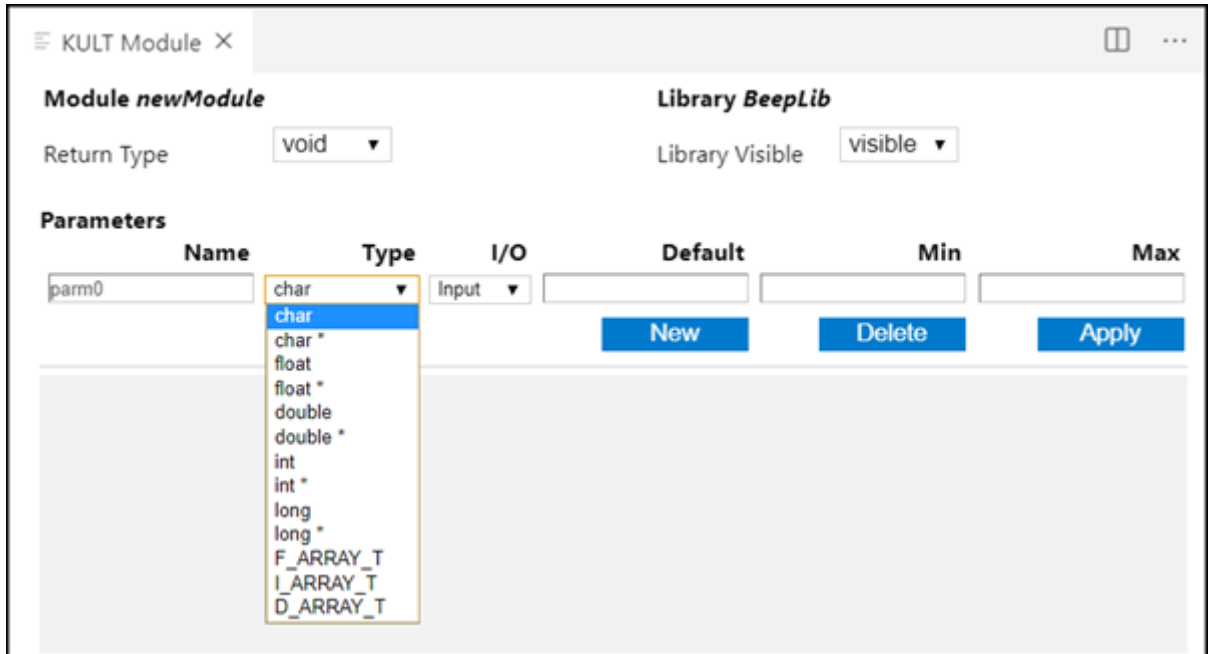 KULT Module
Module newModule Library BeepLib
Return Type void Library Visible visible
Parameters
Name Type I/O Default Min Max
parm0 char Input
char
New Delete Apply
char *
float
float *
double
double *
int
int *
long
long *
F_ARRAY_T
I_ARRAY_T
D_ARRAY_T